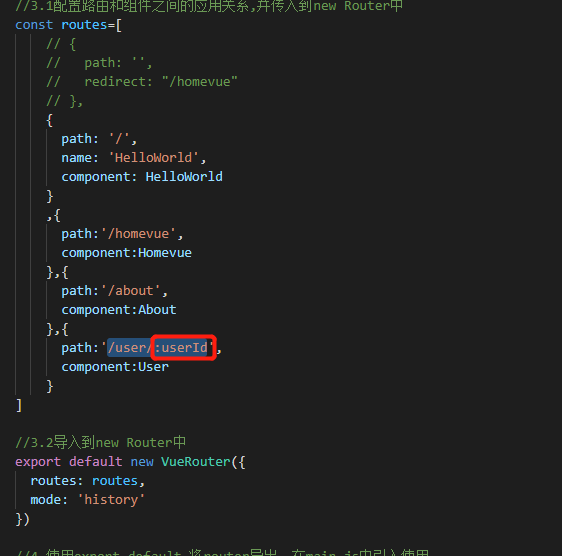 //3.1配置路由和组件之间的应用关系,并传入到new Router中
const routes=[
// {
//   path: '',
//   redirect: "/homevue"
// },
{
path: '/',
name: 'HelloWorld',
component: HelloWorld
}
,{
path:'/homevue',
component:Homevue
},{
path:'/about',
component:About
},{
path:'/user/:userId',
component:User
}
]
//3.2导入到new Router中
export default new VueRouter({
routes: routes,
mode: 'history'
})
//4.使用export default 将router导出，在main.js中引入使用